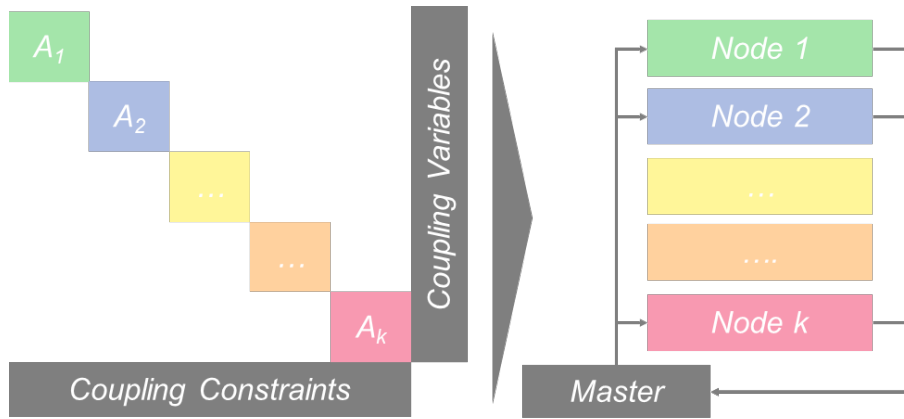 A1
A2
...
...
Ak
Coupling Variables
Coupling Constraints
Node 1
Node 2
...
....
Node k
Master